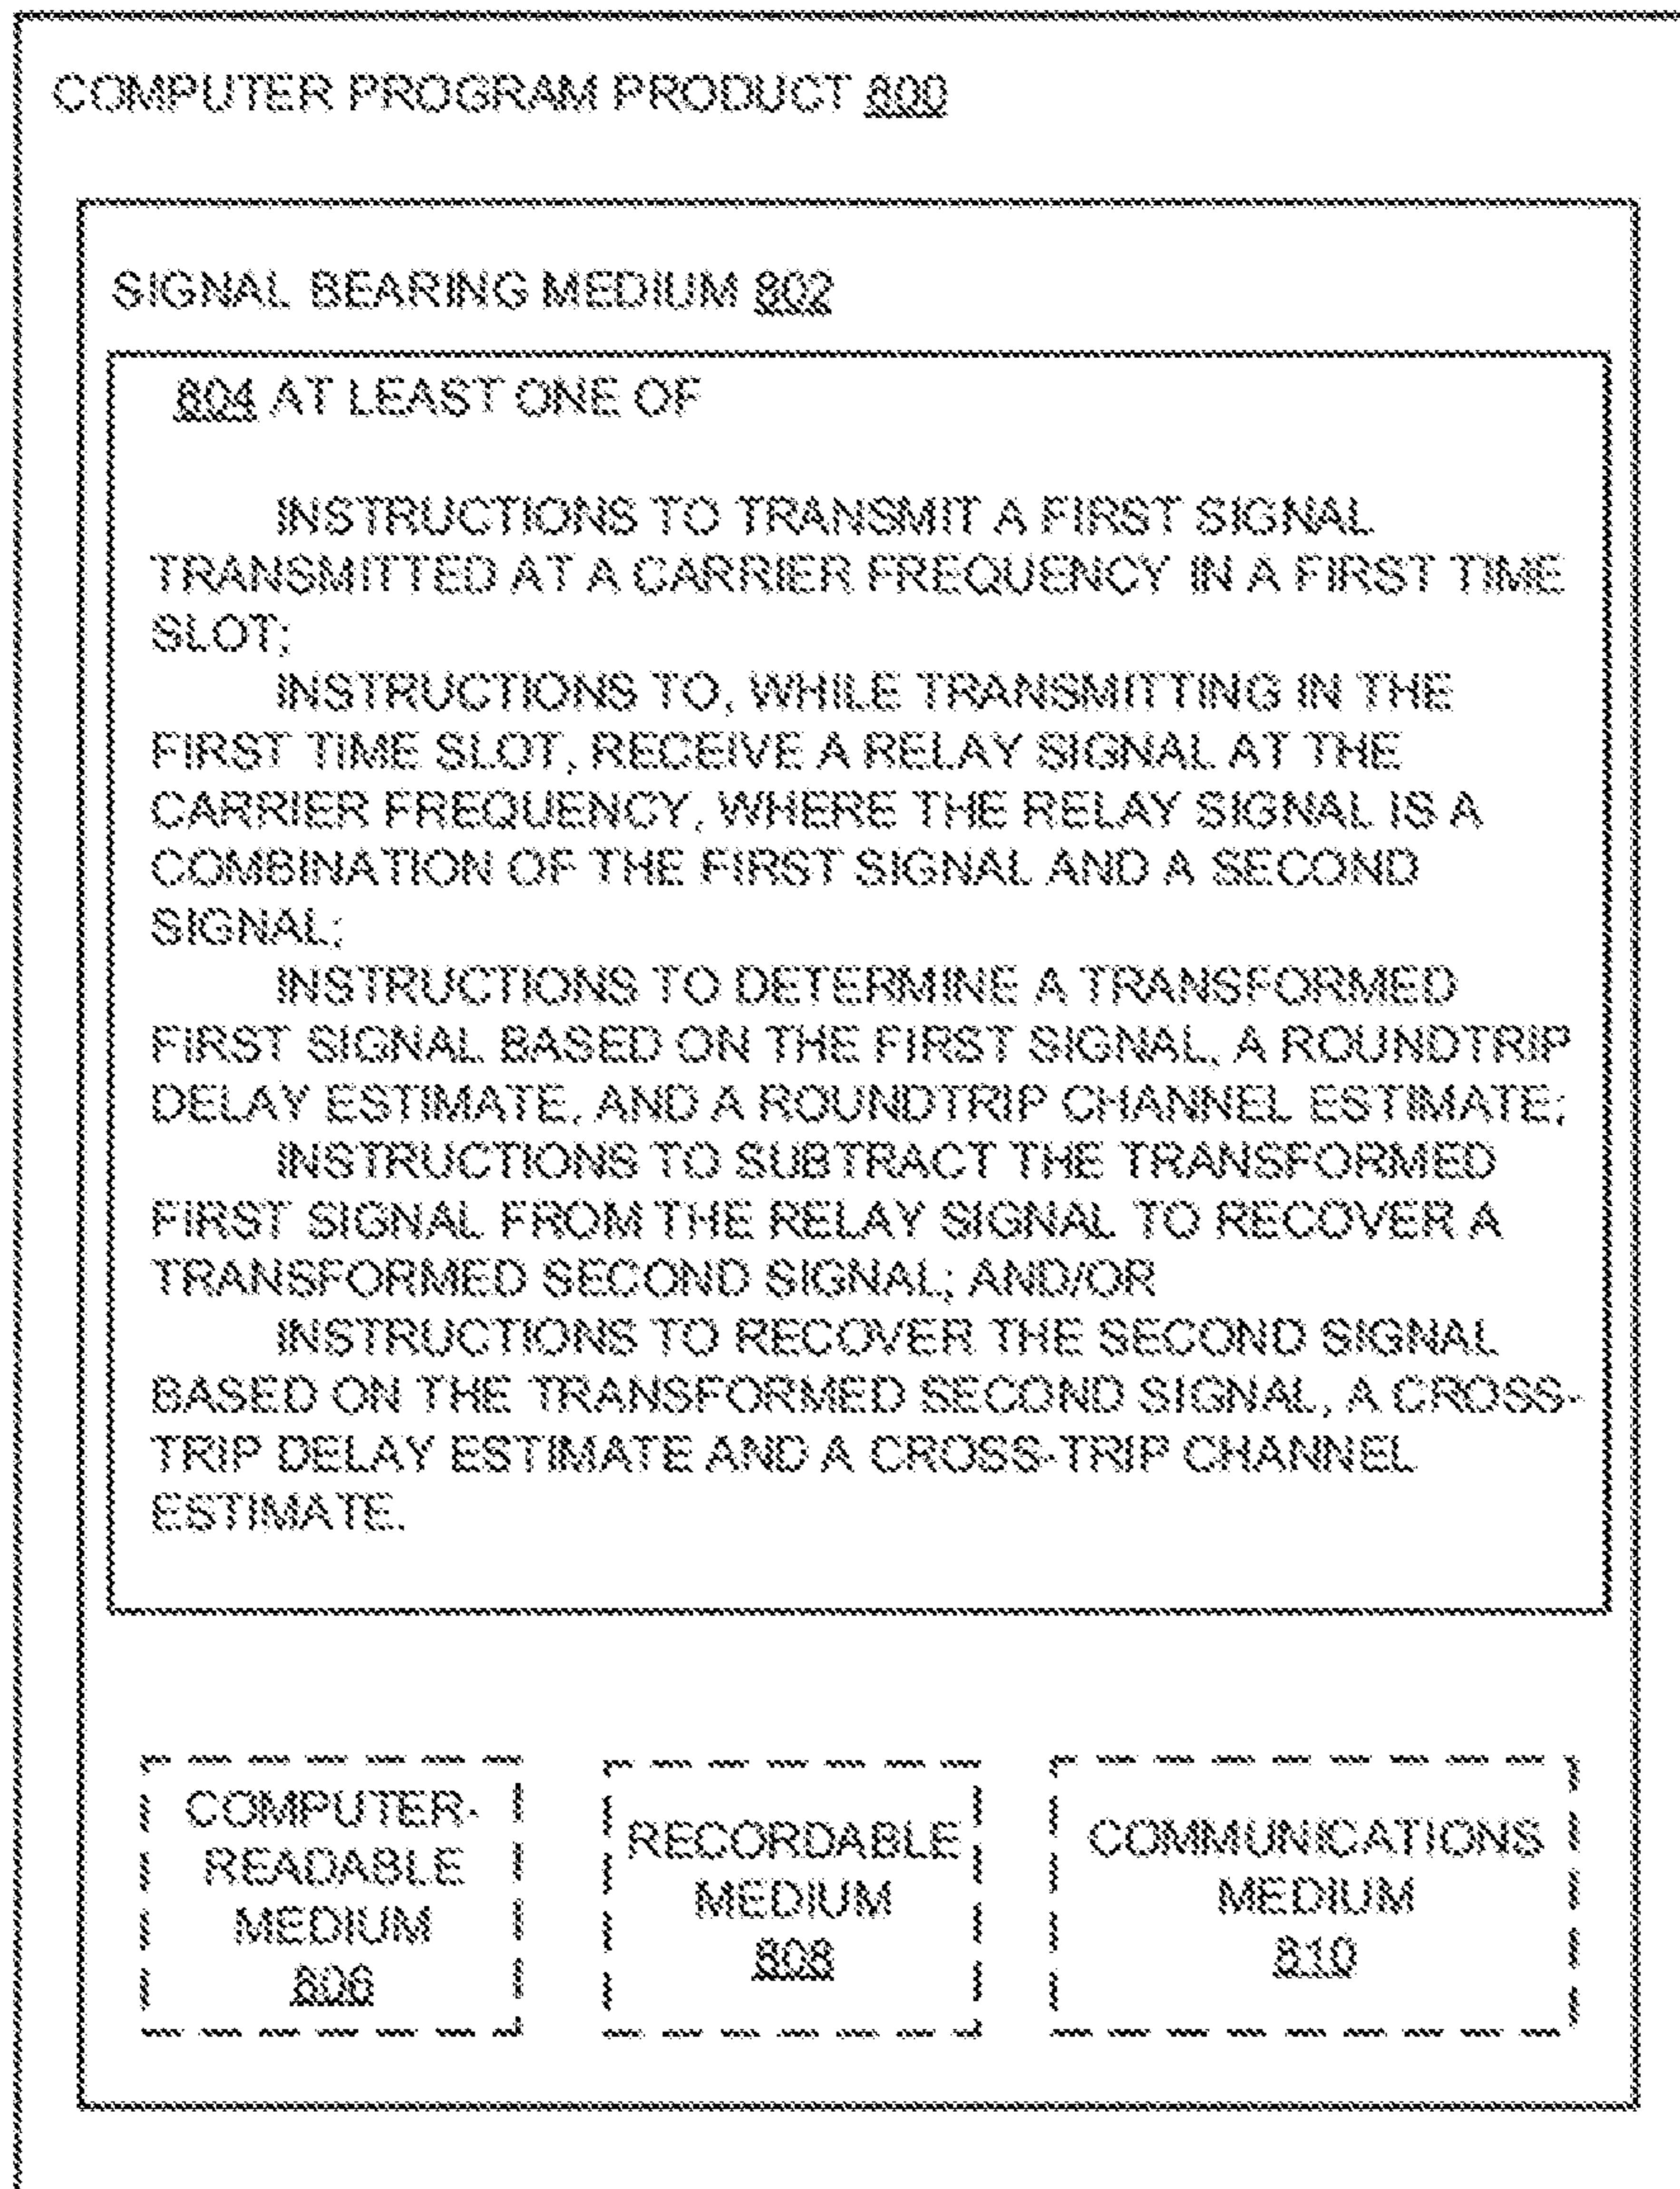 COMPUTER PROGRAM PRODUCT 800
SIGNAL BEARING MEDIUM 802
804 AT LEAST ONE OF
INSTRUCTIONS TO TRANSMIT A FIRST SIGNAL
TRANSMITTED AT A CARRIER FREQUENCY IN A FIRST TIME
SLOT;
INSTRUCTIONS TO, WHILE TRANSMITTING IN THE
FIRST TIME SLOT, RECEIVE A RELAY SIGNAL AT THE
CARRIER FREQUENCY, WHERE THE RELAY SIGNAL IS A
COMBINATION OF THE FIRST SIGNAL AND A SECOND
SIGNAL;
INSTRUCTIONS TO DETERMINE A TRANSFORMED
FIRST SIGNAL BASED ON THE FIRST SIGNAL, A ROUNDTRIP
DELAY ESTIMATE, AND A ROUNDTRIP CHANNEL ESTIMATE;
INSTRUCTIONS TO SUBTRACT THE TRANSFORMED
FIRST SIGNAL FROM THE RELAY SIGNAL TO RECOVER A
TRANSFORMED SECOND SIGNAL; AND/OR
INSTRUCTIONS TO RECOVER THE SECOND SIGNAL
BASED ON THE TRANSFORMED SECOND SIGNAL, A CROSS-
TRIP DELAY ESTIMATE AND A CROSS-TRIP CHANNEL
ESTIMATE.
COMPUTER-
READABLE
MEDIUM
806
RECORDABLE
MEDIUM
808
COMMUNICATIONS
MEDIUM
810